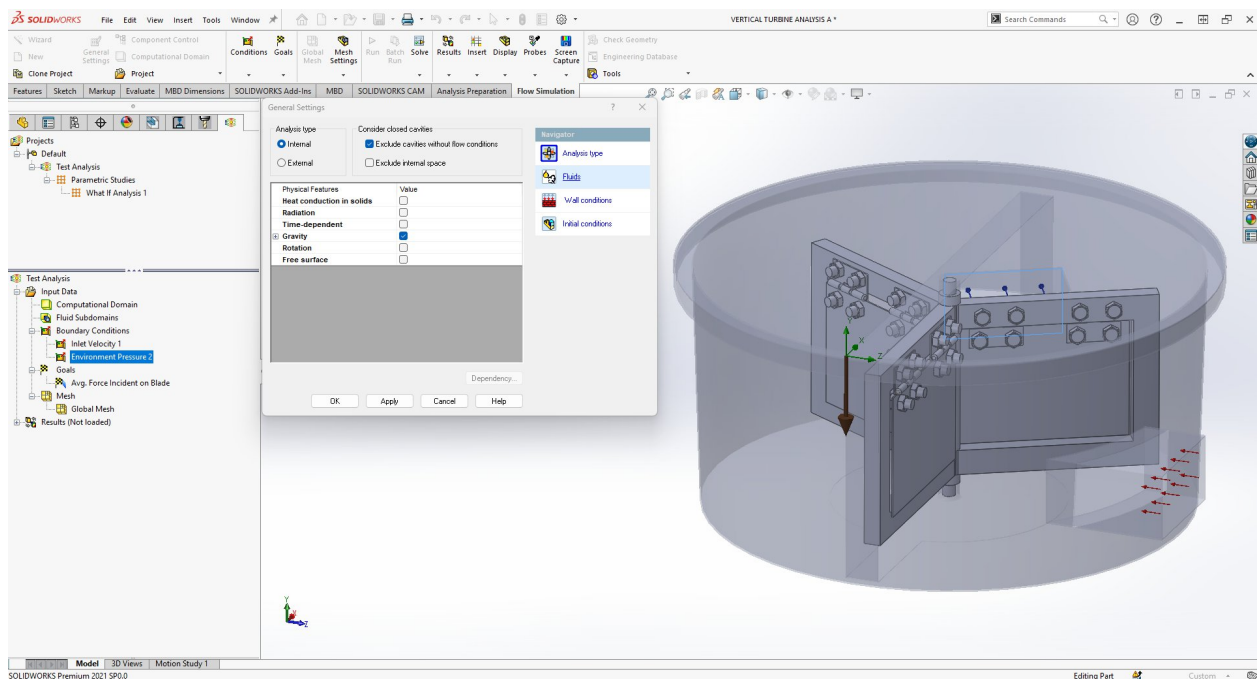 SOLIDWORKS File Edit View Insert Tools Window VERTICAL TURBINE ANALYSIS A * Search Commands
Wizard
New
Clone Project
General Settings
Component Control
Computational Domain
Project
Conditions
Goals
Global Mesh
Mesh Settings
Run
Batch Run
Solve
Results
Insert
Display
Probes
Screen Capture
Check Geometry
Engineering Database
Tools
Features Sketch Markup Evaluate MBD Dimensions SOLIDWORKS Add-Ins MBD SOLIDWORKS CAM Analysis Preparation Flow Simulation
Projects
Default
Test Analysis
Parametric Studies
What If Analysis 1
Test Analysis
Input Data
Computational Domain
Fluid Subdomains
Boundary Conditions
Inlet Velocity 1
Environment Pressure 2
Goals
Avg. Force Incident on Blade
Mesh
Global Mesh
Results (Not loaded)
General Settings ? ×
Analysis type
Internal
External
Consider closed cavities
Exclude cavities without flow conditions
Exclude internal space
Physical Features Value
Heat conduction in solids
Radiation
Time-dependent
Gravity
Rotation
Free surface
Dependency...
OK Apply Cancel Help
Navigator
Analysis type
Fluids
Wall conditions
Initial conditions
Y
X
Z
Y
Z
Model 3D Views Motion Study 1
SOLIDWORKS Premium 2021 SP0.0 Editing Part Custom